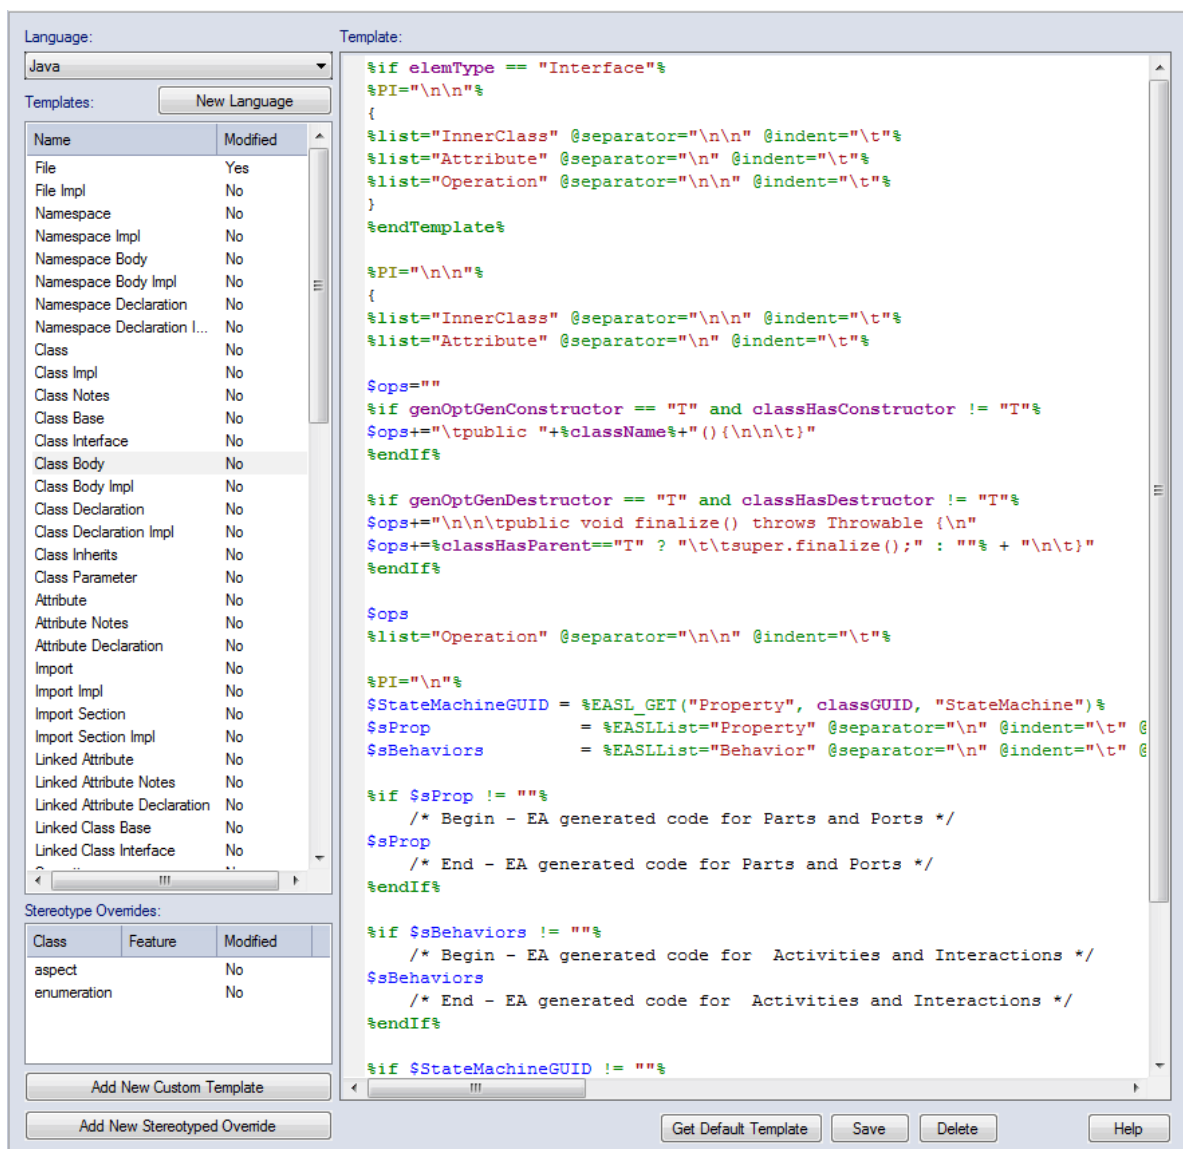 Language:
Java
Templates:
New Language
Name Modified
File Yes
File Impl No
Namespace No
Namespace Impl No
Namespace Body No
Namespace Body Impl No
Namespace Declaration No
Namespace Declaration I... No
Class No
Class Impl No
Class Notes No
Class Base No
Class Interface No
Class Body No
Class Body Impl No
Class Declaration No
Class Declaration Impl No
Class Inherits No
Class Parameter No
Attribute No
Attribute Notes No
Attribute Declaration No
Import No
Import Impl No
Import Section No
Import Section Impl No
Linked Attribute No
Linked Attribute Notes No
Linked Attribute Declaration No
Linked Class Base No
Linked Class Interface No
Stereotype Overrides:
Class Feature Modified
aspect No
enumeration No
Add New Custom Template
Add New Stereotyped Override
Template:
%if elemType == "Interface"%
%PI="\n\n"%
{
%list="InnerClass" @separator="\n\n" @indent="\t"%
%list="Attribute" @separator="\n" @indent="\t"%
%list="Operation" @separator="\n\n" @indent="\t"%
}
%endTemplate%
%PI="\n\n"%
{
%list="InnerClass" @separator="\n\n" @indent="\t"%
%list="Attribute" @separator="\n" @indent="\t"%
$ops=""
%if genOptGenConstructor == "T" and classHasConstructor != "T"%
$ops+="\tpublic "+%className%+"(){\n\n\t}"
%endIf%
%if genOptGenDestructor == "T" and classHasDestructor != "T"%
$ops+="\n\n\tpublic void finalize() throws Throwable {\n"
$ops+=%classHasParent=="T" ? "\t\tsuper.finalize();" : ""% + "\n\t}"
%endIf%
$ops
%list="Operation" @separator="\n\n" @indent="\t"%
%PI="\n"%
$StateMachineGUID = %EASL_GET("Property", classGUID, "StateMachine")%
$sProp = %EASLList="Property" @separator="\n" @indent="\t" @
$sBehaviors = %EASLList="Behavior" @separator="\n" @indent="\t" @
%if $sProp != ""%
/* Begin - EA generated code for Parts and Ports */
$sProp
/* End - EA generated code for Parts and Ports */
%endIf%
%if $sBehaviors != ""%
/* Begin - EA generated code for  Activities and Interactions */
$sBehaviors
/* End - EA generated code for  Activities and Interactions */
%endIf%
%if $StateMachineGUID != ""%
Get Default Template
Save
Delete
Help